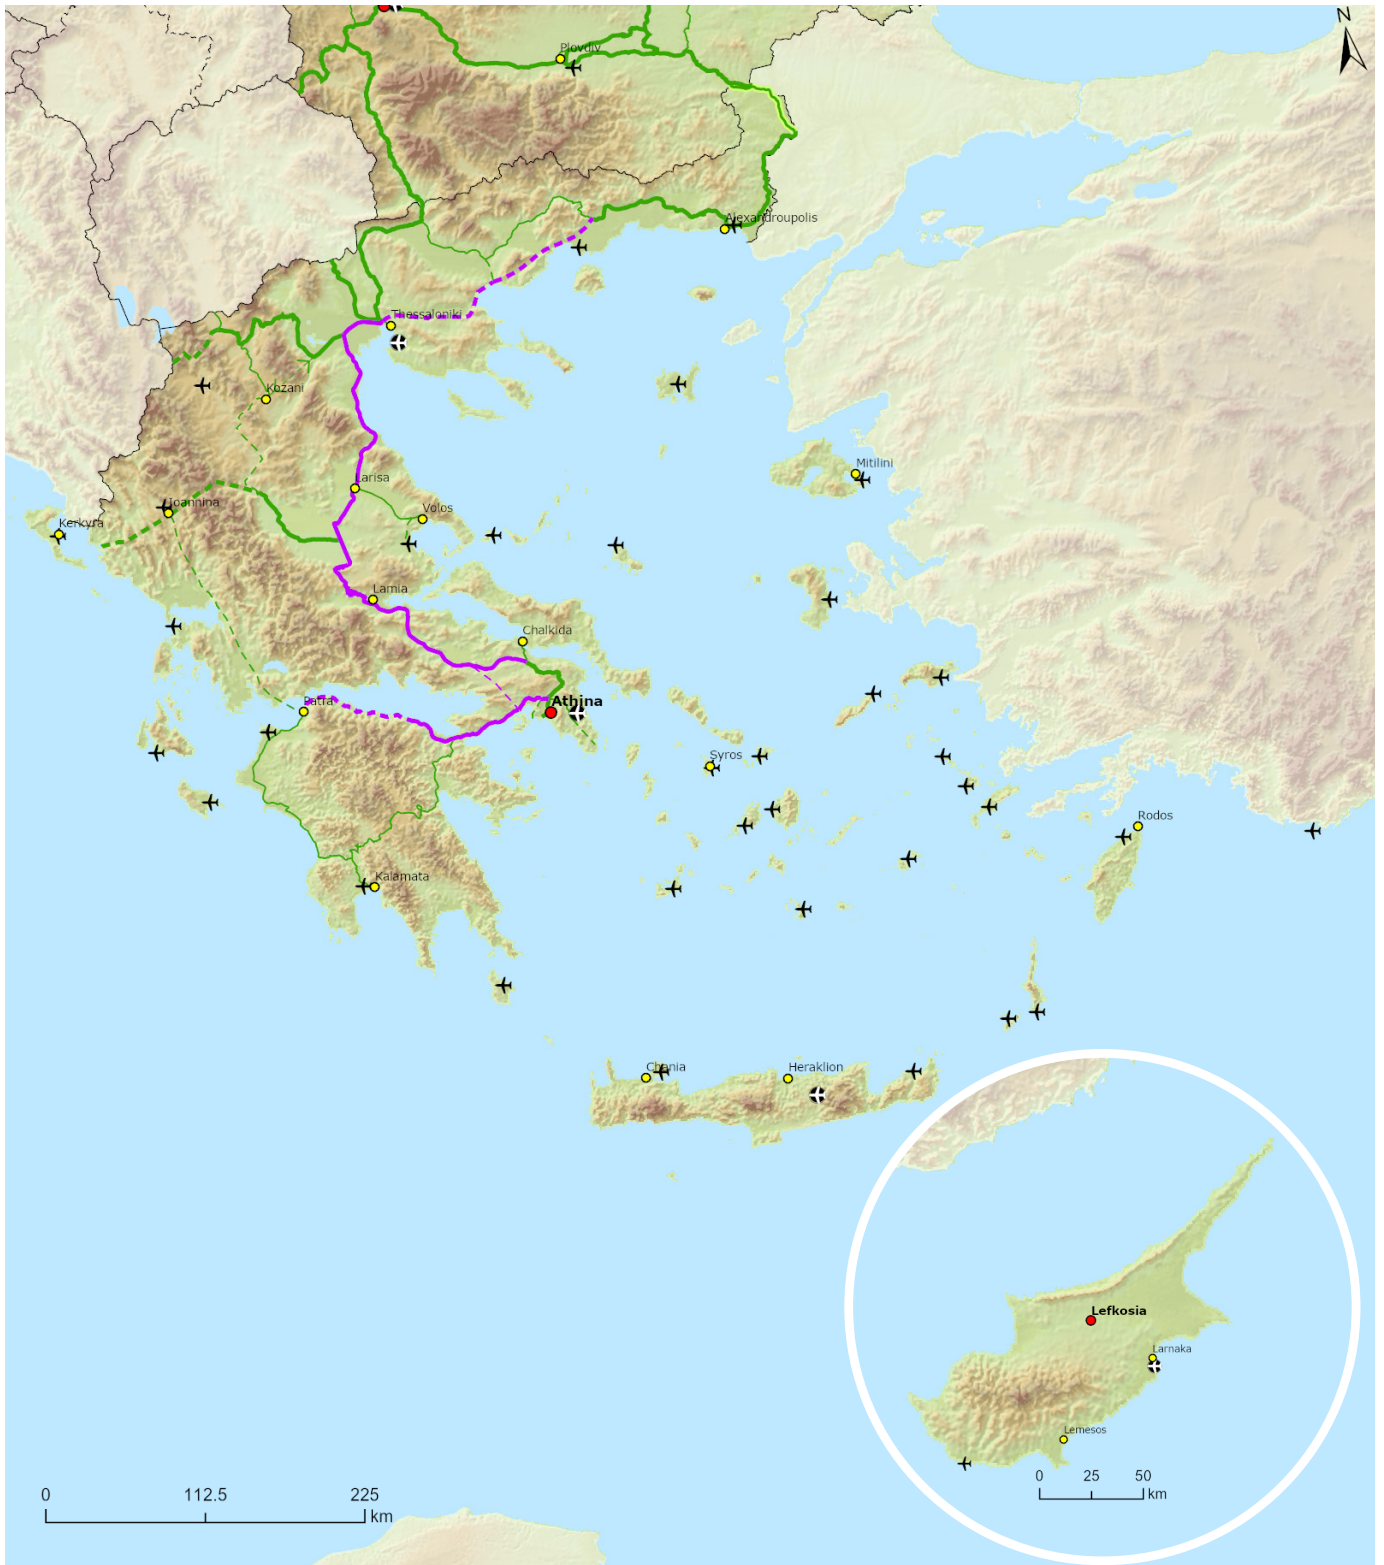 N
Plovdiv
Alexandroupolis
Thessaloniki
Kozani
Mitilini
Larisa
Ioannina
Volos
Kerkyra
Lamia
Chalkida
Athina
Patra
Syros
Rodos
Kalamata
Chania
Heraklion
Lefkosia
Larnaka
Lemesos
0 25 50
km
0 112.5 225
km